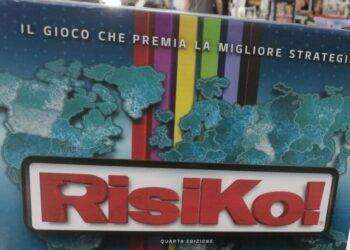 IL GIOCO CHE PREMIA LA MIGLIORE STRATEGI
RisiKo!
QUARTA EDIZIONE